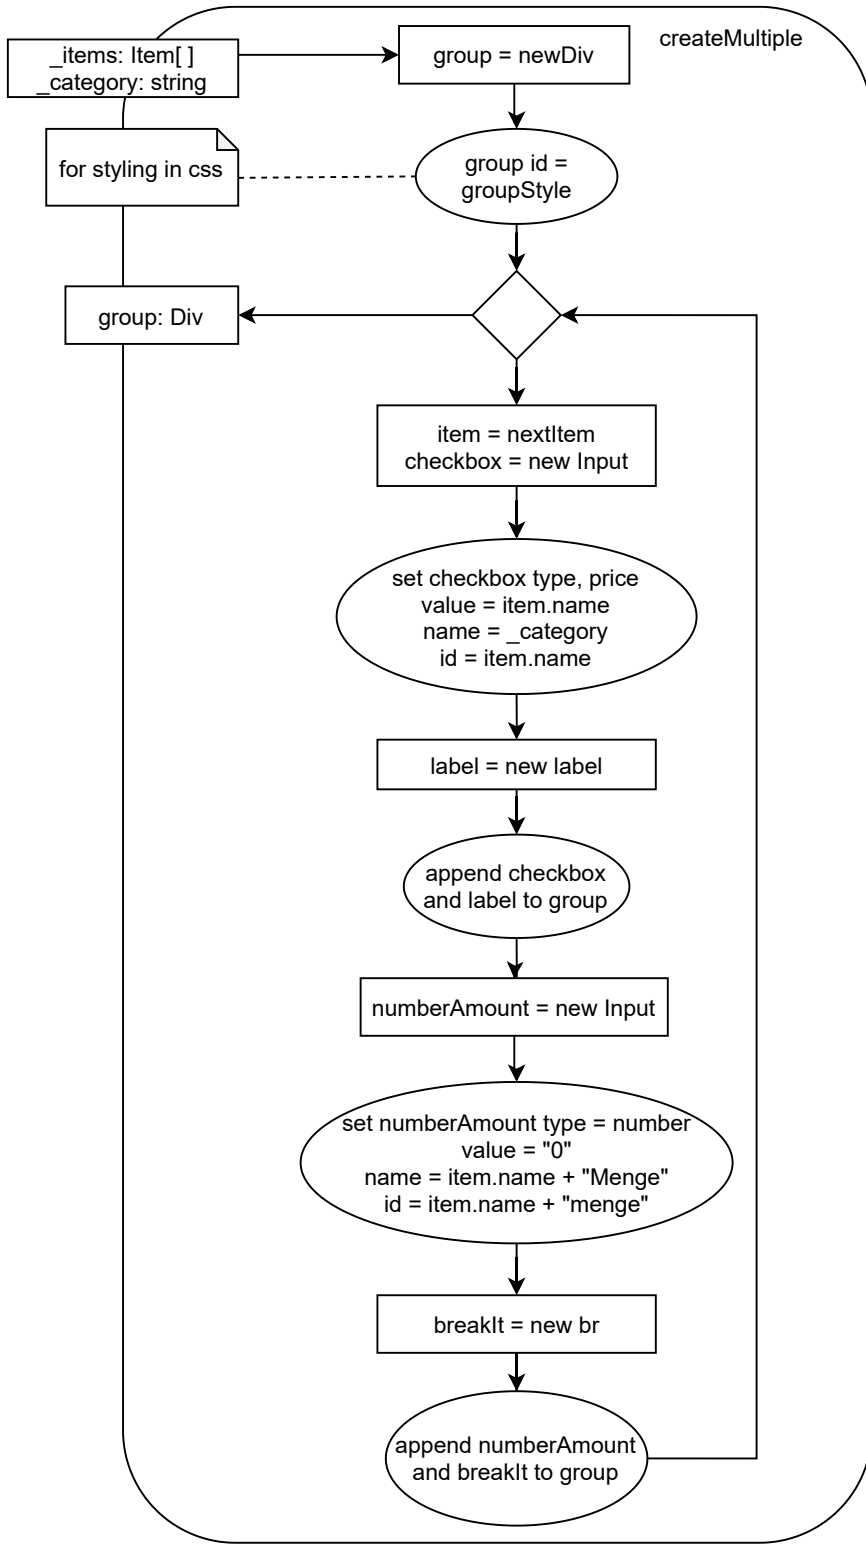 createMultiple
_items: Item[ ]
_category: string
group = newDiv
for styling in css
group id =
groupStyle
group: Div
item = nextItem
checkbox = new Input
set checkbox type, price
value = item.name
name = _category
id = item.name
label = new label
append checkbox
and label to group
numberAmount = new Input
set numberAmount type = number
value = "0"
name = item.name + "Menge"
id = item.name + "menge"
breakIt = new br
append numberAmount
and breakIt to group